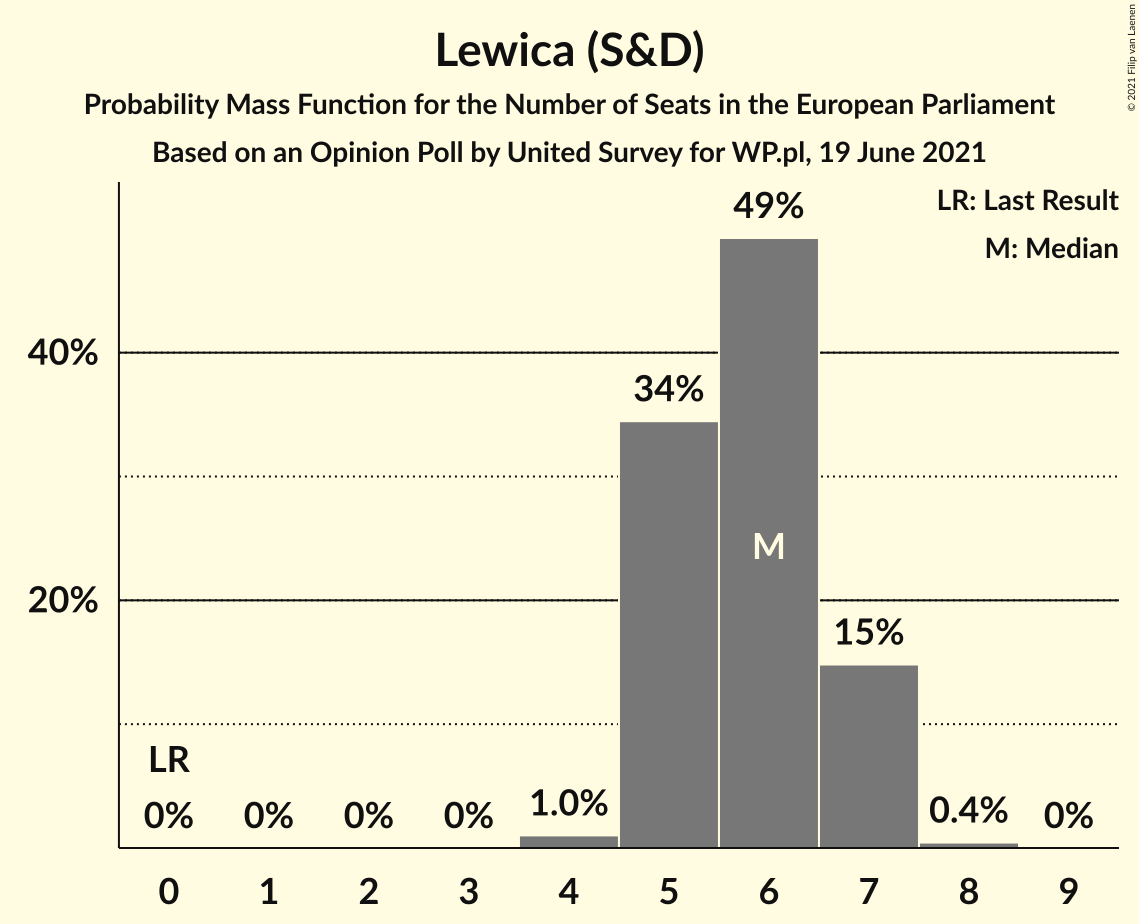 Lewica (S&D)
Probability Mass Function for the Number of Seats in the European Parliament
Based on an Opinion Poll by United Survey for WP.pl, 19 June 2021
© 2021 Filip van Laenen
LR: Last Result
M: Median
49%
40%
34%
M
20%
15%
LR
0% 0% 0% 0% 1.0% 0.4% 0%
0 1 2 3 4 5 6 7 8 9